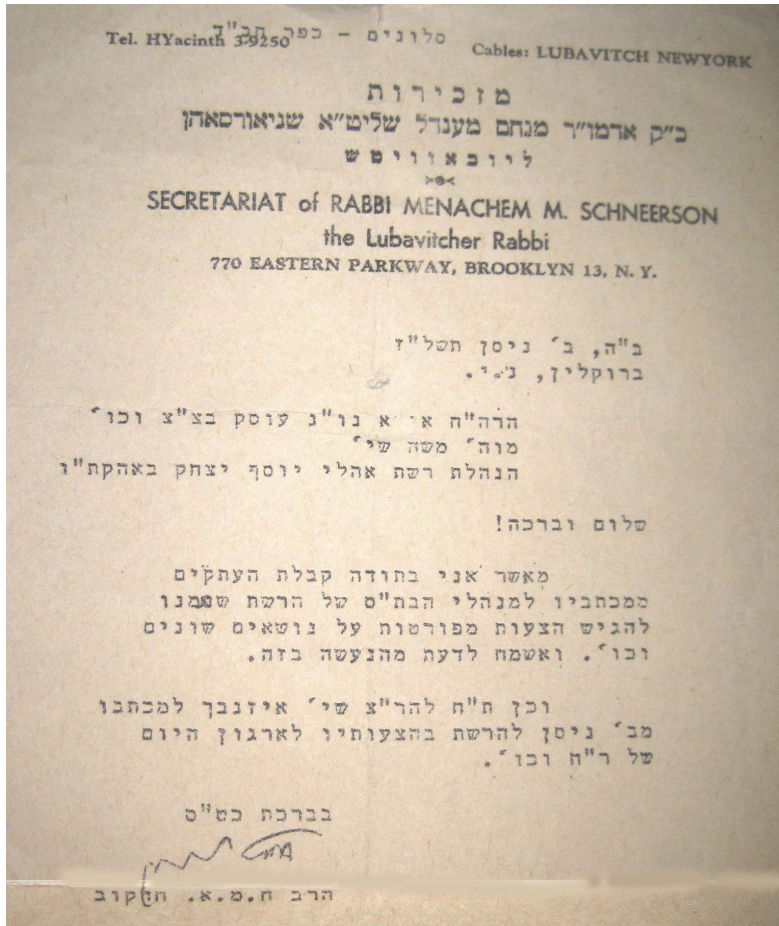 סלונים - כפר חב"ד
Tel. HYacinth 3-9250
Cables: LUBAVITCH NEWYORK
מזכירות
כ"ק אדמו"ר מנחם מענדל שליט"א שניאורסאהן
ליובאוויטש
SECRETARIAT of RABBI MENACHEM M. SCHNEERSON
the Lubavitcher Rabbi
770 EASTERN PARKWAY, BROOKLYN 13, N. Y.
ב"ה, ב' ניסן תשל"ז
ברוקלין, נ.י.
הרה"ח אי א נו"נ עוסק בצ"צ וכו'
מוה' משה שי'
הנהלת רשת אהלי יוסף יצחק באהקת"ו
שלום וברכה!
מאשר אני בתודה קבלת העתקים
ממכתביו למנהלי הבת"ס של הרשת שממנו
להגיש הצעות מפורטות על נושאים שונים
וכו'. ואשמח לדעת מהנעשה בזה.
וכן ת"ח להר"צ שי' איזנבך למכתבו
מב' ניסן להרשת בהצעותיו לארגון היום
של ר"ח וכו'.
בברכת כט"ס
הרב ח.מ.א. חדקוב